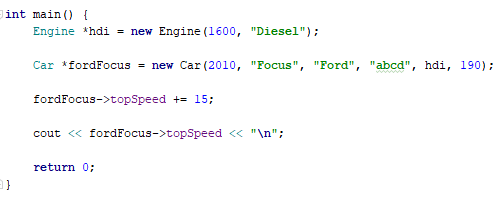 int main() {
Engine *hdi = new Engine(1600, "Diesel");
Car *fordFocus = new Car(2010, "Focus", "Ford", "abcd", hdi, 190);
fordFocus->topSpeed += 15;
cout << fordFocus->topSpeed << "\n";
return 0;
}